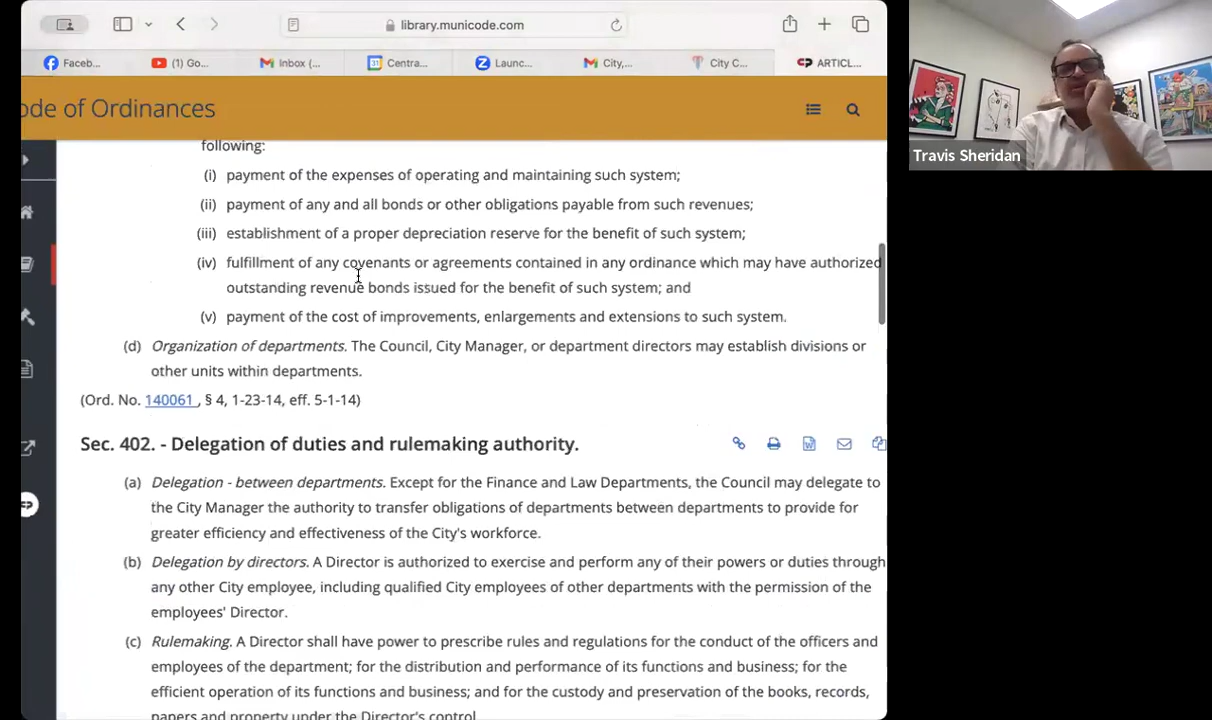 library.municode.com
Faceb...
(1) Go...
Inbox (...
Centra...
Launc...
City,...
City C...
ARTICL...
ode of Ordinances
following:
(i) payment of the expenses of operating and maintaining such system;
(ii) payment of any and all bonds or other obligations payable from such revenues;
(iii) establishment of a proper depreciation reserve for the benefit of such system;
(iv) fulfillment of any covenants or agreements contained in any ordinance which may have authorized
outstanding revenue bonds issued for the benefit of such system; and
(v) payment of the cost of improvements, enlargements and extensions to such system.
(d) Organization of departments. The Council, City Manager, or department directors may establish divisions or
other units within departments.
(Ord. No. 140061 , § 4, 1-23-14, eff. 5-1-14)
Sec. 402. - Delegation of duties and rulemaking authority.
(a) Delegation - between departments. Except for the Finance and Law Departments, the Council may delegate to
the City Manager the authority to transfer obligations of departments between departments to provide for
greater efficiency and effectiveness of the City's workforce.
(b) Delegation by directors. A Director is authorized to exercise and perform any of their powers or duties through
any other City employee, including qualified City employees of other departments with the permission of the
employees' Director.
(c) Rulemaking. A Director shall have power to prescribe rules and regulations for the conduct of the officers and
employees of the department; for the distribution and performance of its functions and business; for the
efficient operation of its functions and business; and for the custody and preservation of the books, records,
papers and property under the Director's control.
Travis Sheridan